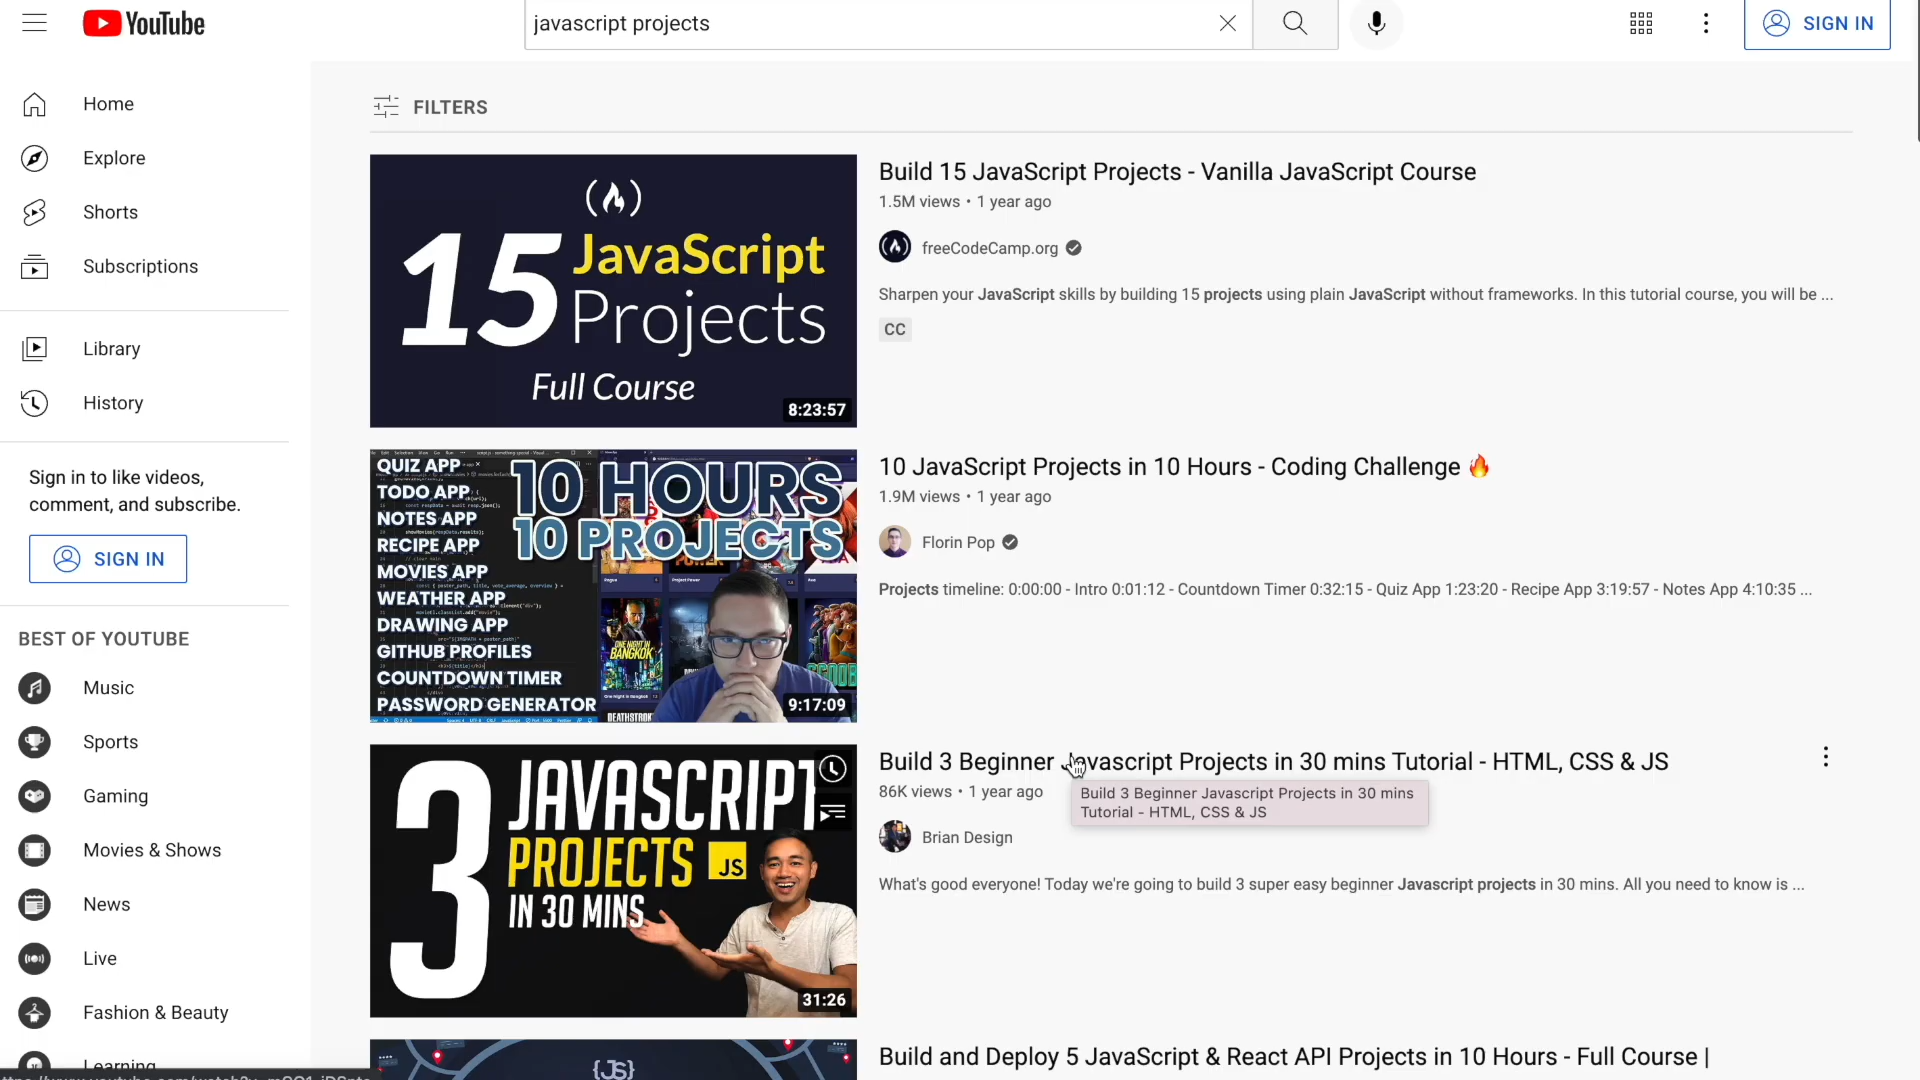 YouTube
javascript projects
SIGN IN
Home
Explore
Shorts
Subscriptions
Library
History
Sign in to like videos,
comment, and subscribe.
SIGN IN
BEST OF YOUTUBE
Music
Sports
Gaming
Movies & Shows
News
Live
Fashion & Beauty
Learning
FILTERS
15 JavaScript
Projects
Full Course
8:23:57
Build 15 JavaScript Projects - Vanilla JavaScript Course
1.5M views • 1 year ago
freeCodeCamp.org
Sharpen your JavaScript skills by building 15 projects using plain JavaScript without frameworks. In this tutorial course, you will be ...
CC
QUIZ APP
TODO APP
NOTES APP
RECIPE APP
MOVIES APP
WEATHER APP
DRAWING APP
GITHUB PROFILES
COUNTDOWN TIMER
PASSWORD GENERATOR
10 HOURS
10 PROJECTS
ONE NIGHT IN
BANGKOK
9:17:09
10 JavaScript Projects in 10 Hours - Coding Challenge 🔥
1.9M views • 1 year ago
Florin Pop
Projects timeline: 0:00:00 - Intro 0:01:12 - Countdown Timer 0:32:15 - Quiz App 1:23:20 - Recipe App 3:19:57 - Notes App 4:10:35 ...
3 JAVASCRIPT
PROJECTS JS
IN 30 MINS
31:26
Build 3 Beginner Javascript Projects in 30 mins Tutorial - HTML, CSS & JS
86K views • 1 year ago
Build 3 Beginner Javascript Projects in 30 mins
Tutorial - HTML, CSS & JS
Brian Design
What's good everyone! Today we're going to build 3 super easy beginner Javascript projects in 30 mins. All you need to know is ...
{JS}
Build and Deploy 5 JavaScript & React API Projects in 10 Hours - Full Course |